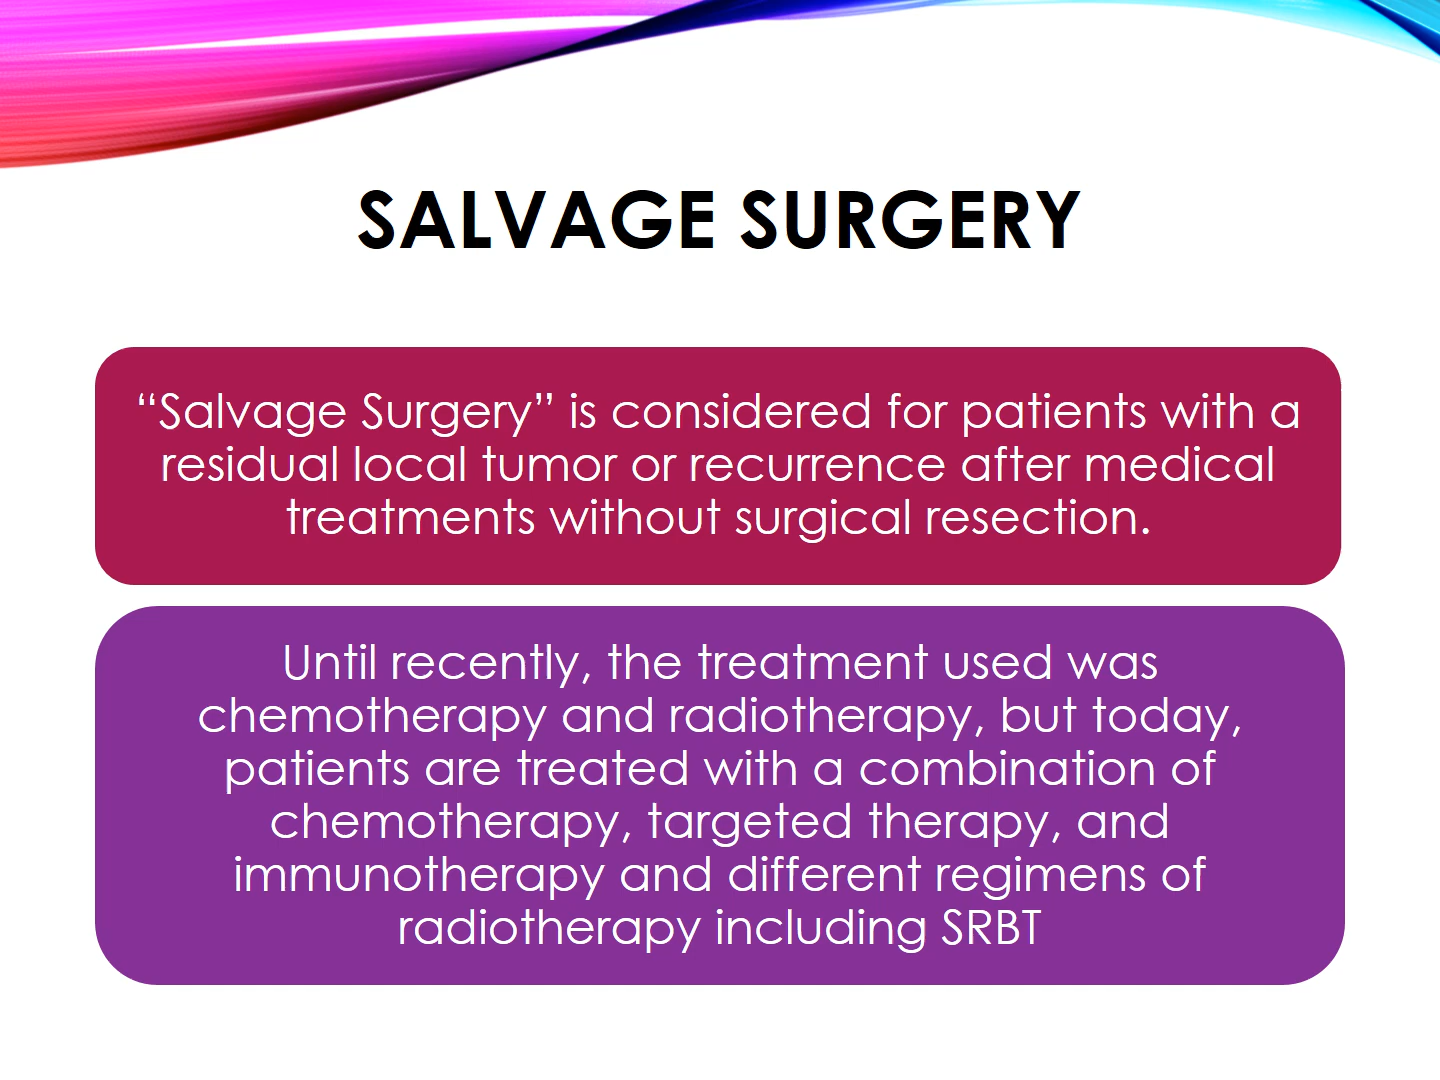 SALVAGE SURGERY
“Salvage Surgery” is considered for patients with a
residual local tumor or recurrence after medical
treatments without surgical resection.
Until recently, the treatment used was
chemotherapy and radiotherapy, but today,
patients are treated with a combination of
chemotherapy, targeted therapy, and
immunotherapy and different regimens of
radiotherapy including SRBT